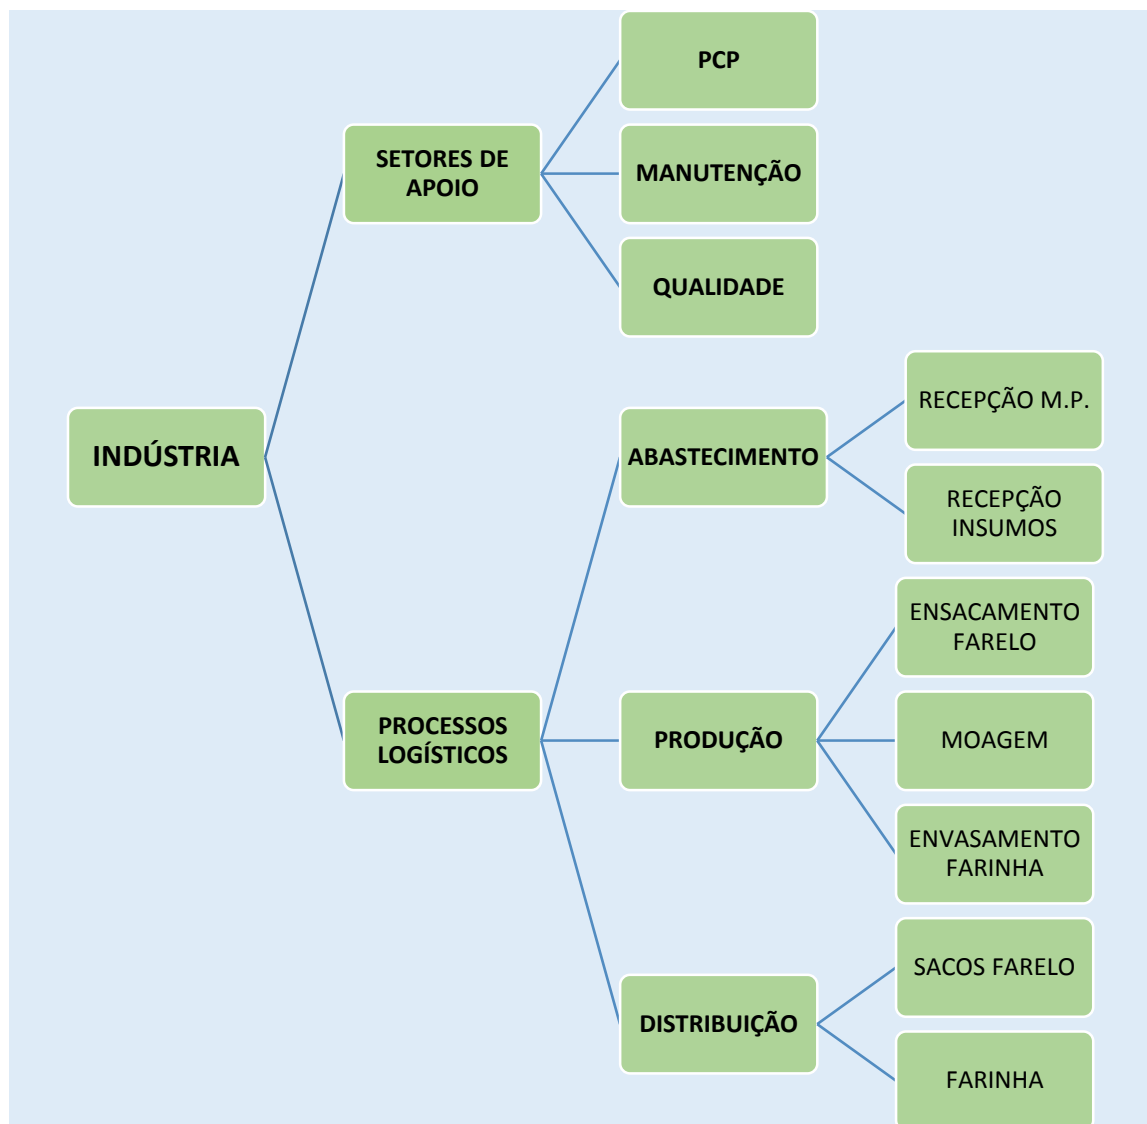 PCP
SETORES DE
APOIO
MANUTENÇÃO
QUALIDADE
INDÚSTRIA
RECEPÇÃO M.P.
ABASTECIMENTO
RECEPÇÃO
INSUMOS
ENSACAMENTO
FARELO
PROCESSOS
LOGÍSTICOS
PRODUÇÃO
MOAGEM
ENVASAMENTO
FARINHA
SACOS FARELO
DISTRIBUIÇÃO
FARINHA